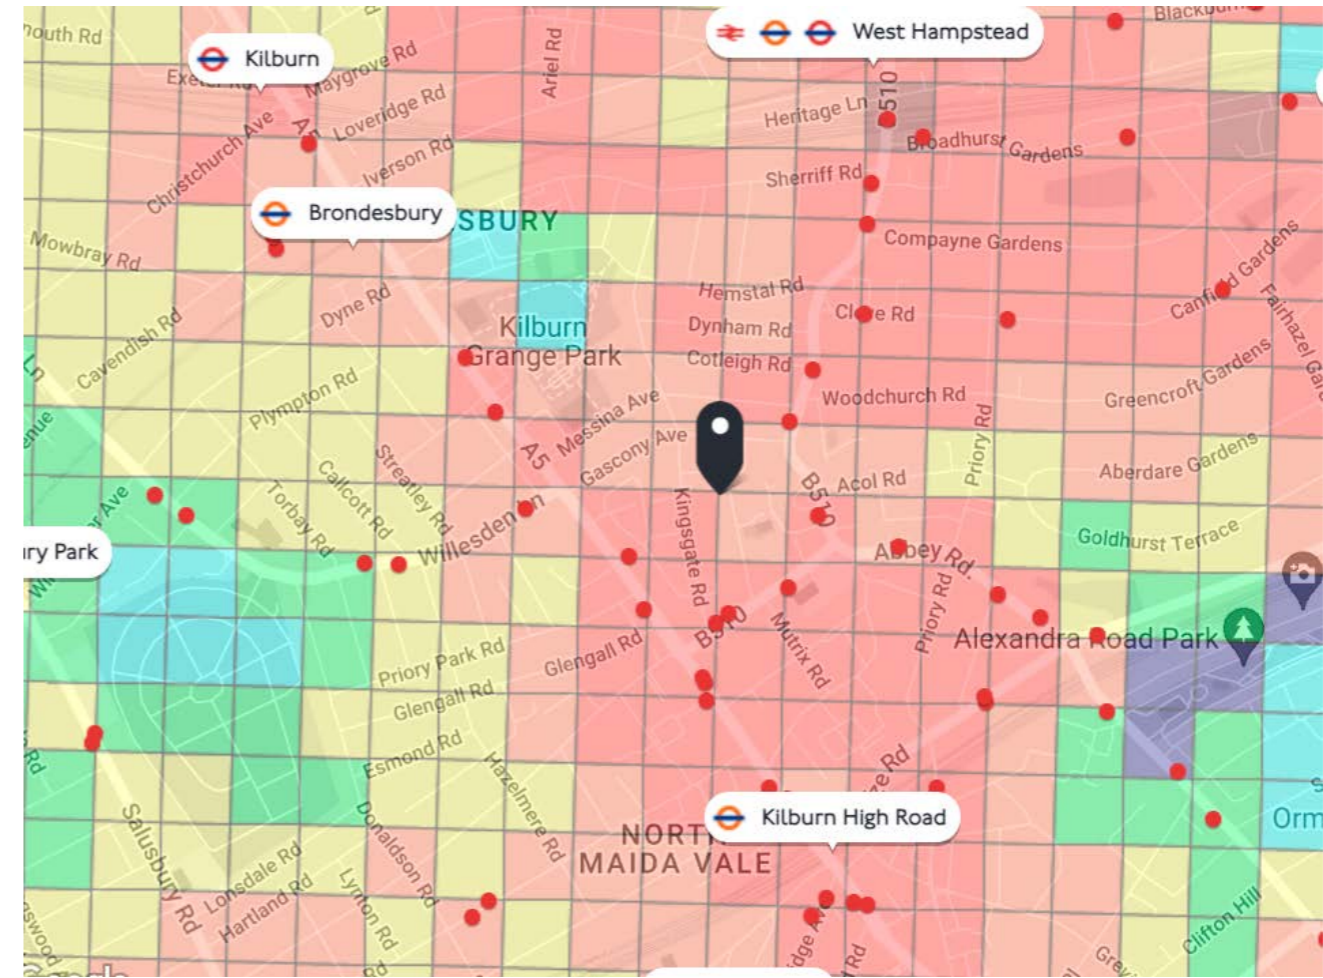 Kilburn
West Hampstead
Maygrove Rd
Ariel Rd
Loveridge Rd
Heritage Ln
Christchurch Ave
Iverson Rd
Broadhurst Gardens
Sherriff Rd
Brondesbury
Mowbray Rd
Compayne Gardens
Canfield Gardens
Hemstal Rd
Dyne Rd
Cavendish Rd
Kilburn
Grange Park
Dynham Rd
Cotleigh Rd
Plympton Rd
Messina Ave
Woodchurch Rd
Greencroft Gardens
A5
Gascony Ave
Priory Rd
Aberdare Gardens
Streatley Rd
Callcott Rd
Torbay Rd
Acol Rd
B510
Willesden Ln
Kingsgate Rd
Abbey Rd.
Goldhurst Terrace
Priory Rd
Mutrix Rd
Alexandra Road Park
Glengall Rd
Priory Park Rd
Glengall Rd
Esmond Rd
Hazelmere Rd
Kilburn High Road
MAIDA VALE
Donaldson Rd
Salusbury Rd
Lonsdale Rd
Hartland Rd
Lynton Rd
Clifton Hill